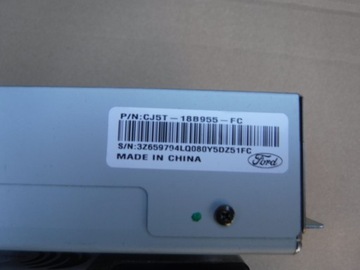 P/N:CJ5T-18B955-FC
S/N:3Z659794LQ080Y5DZ51FC
MADE IN CHINA
Ford